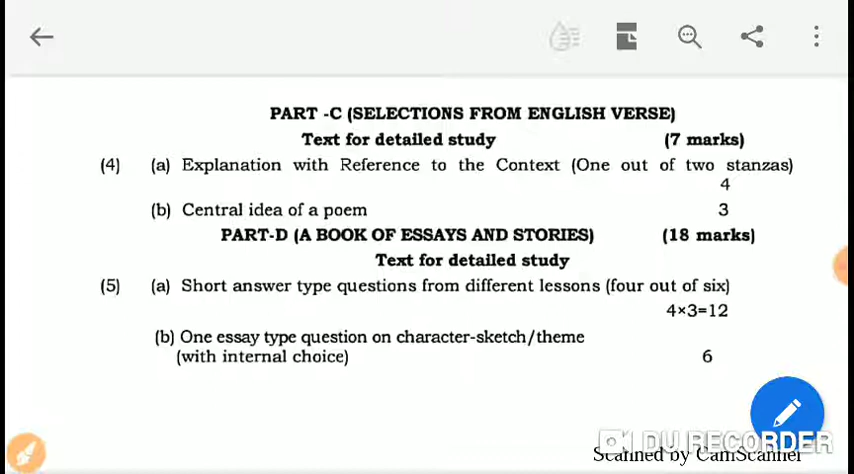 PART -C (SELECTIONS FROM ENGLISH VERSE)
Text for detailed study (7 marks)
(4) (a) Explanation with Reference to the Context (One out of two stanzas)
4
(b) Central idea of a poem 3
PART-D (A BOOK OF ESSAYS AND STORIES) (18 marks)
Text for detailed study
(5) (a) Short answer type questions from different lessons (four out of six)
4×3=12
(b) One essay type question on character-sketch/theme
(with internal choice) 6
DU RECORDER
Scanned by CamScanner